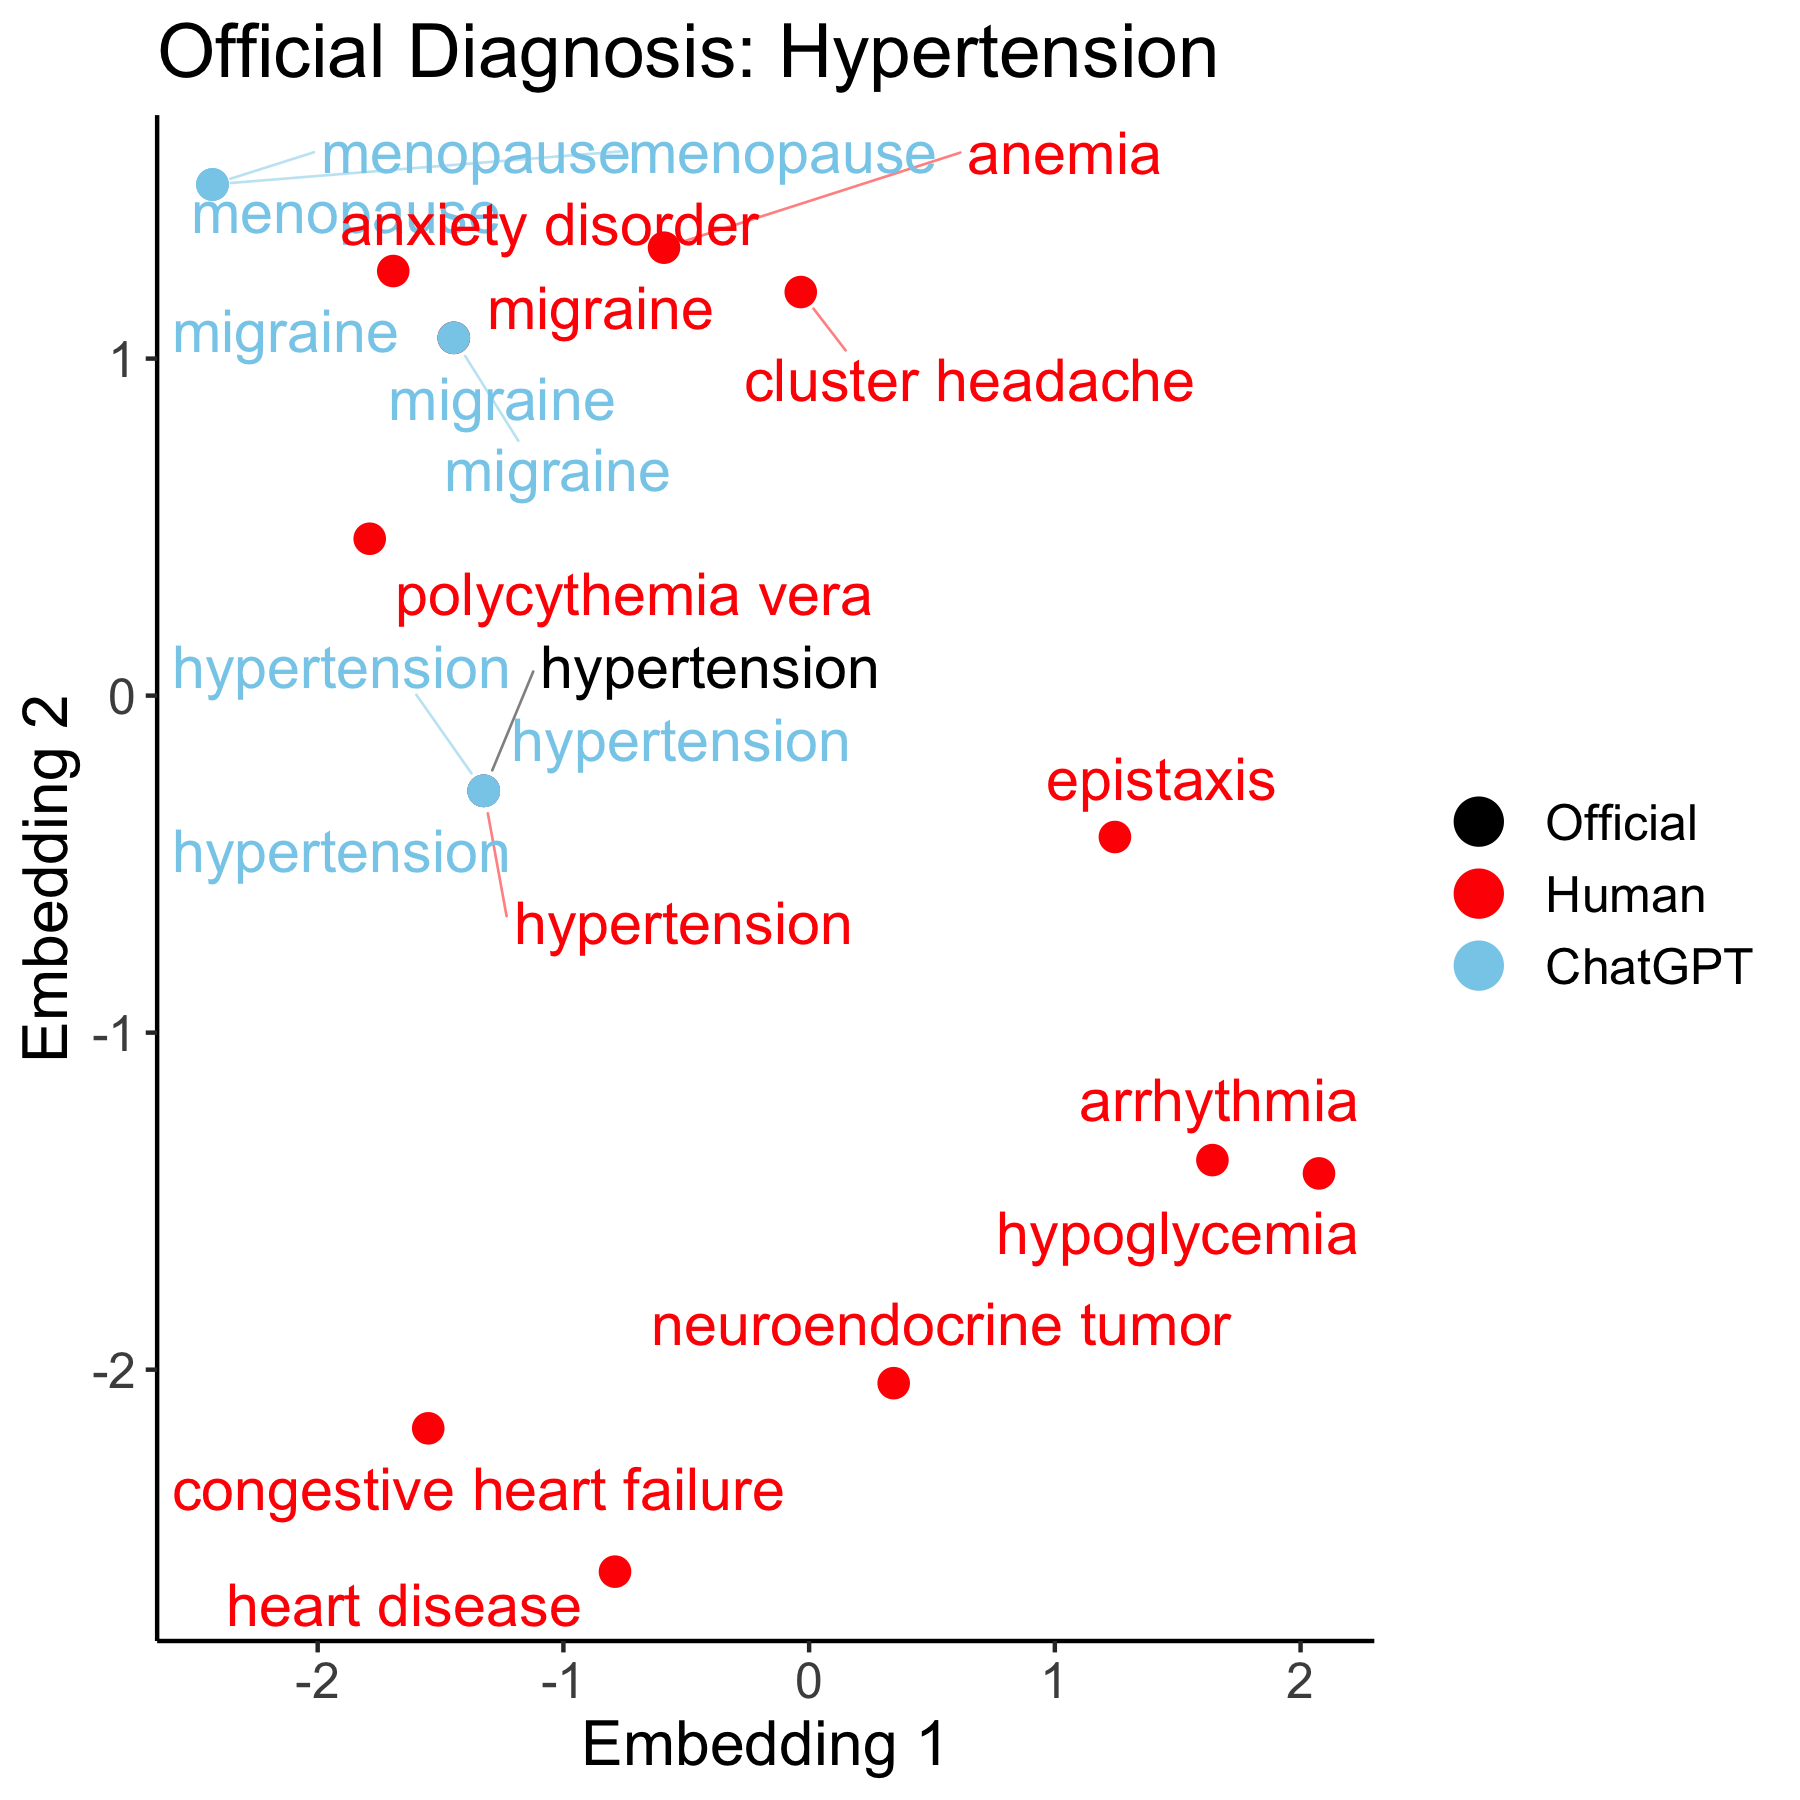 Official Diagnosis: Hypertension
menopause
menopause
anemia
menopause
anxiety disorder
migraine
migraine
cluster headache
migraine
migraine
polycythemia vera
hypertension
hypertension
hypertension
epistaxis
hypertension
hypertension
arrhythmia
hypoglycemia
neuroendocrine tumor
congestive heart failure
heart disease
1
0
-1
-2
Embedding 2
-2
-1
0
1
2
Embedding 1
Official
Human
ChatGPT